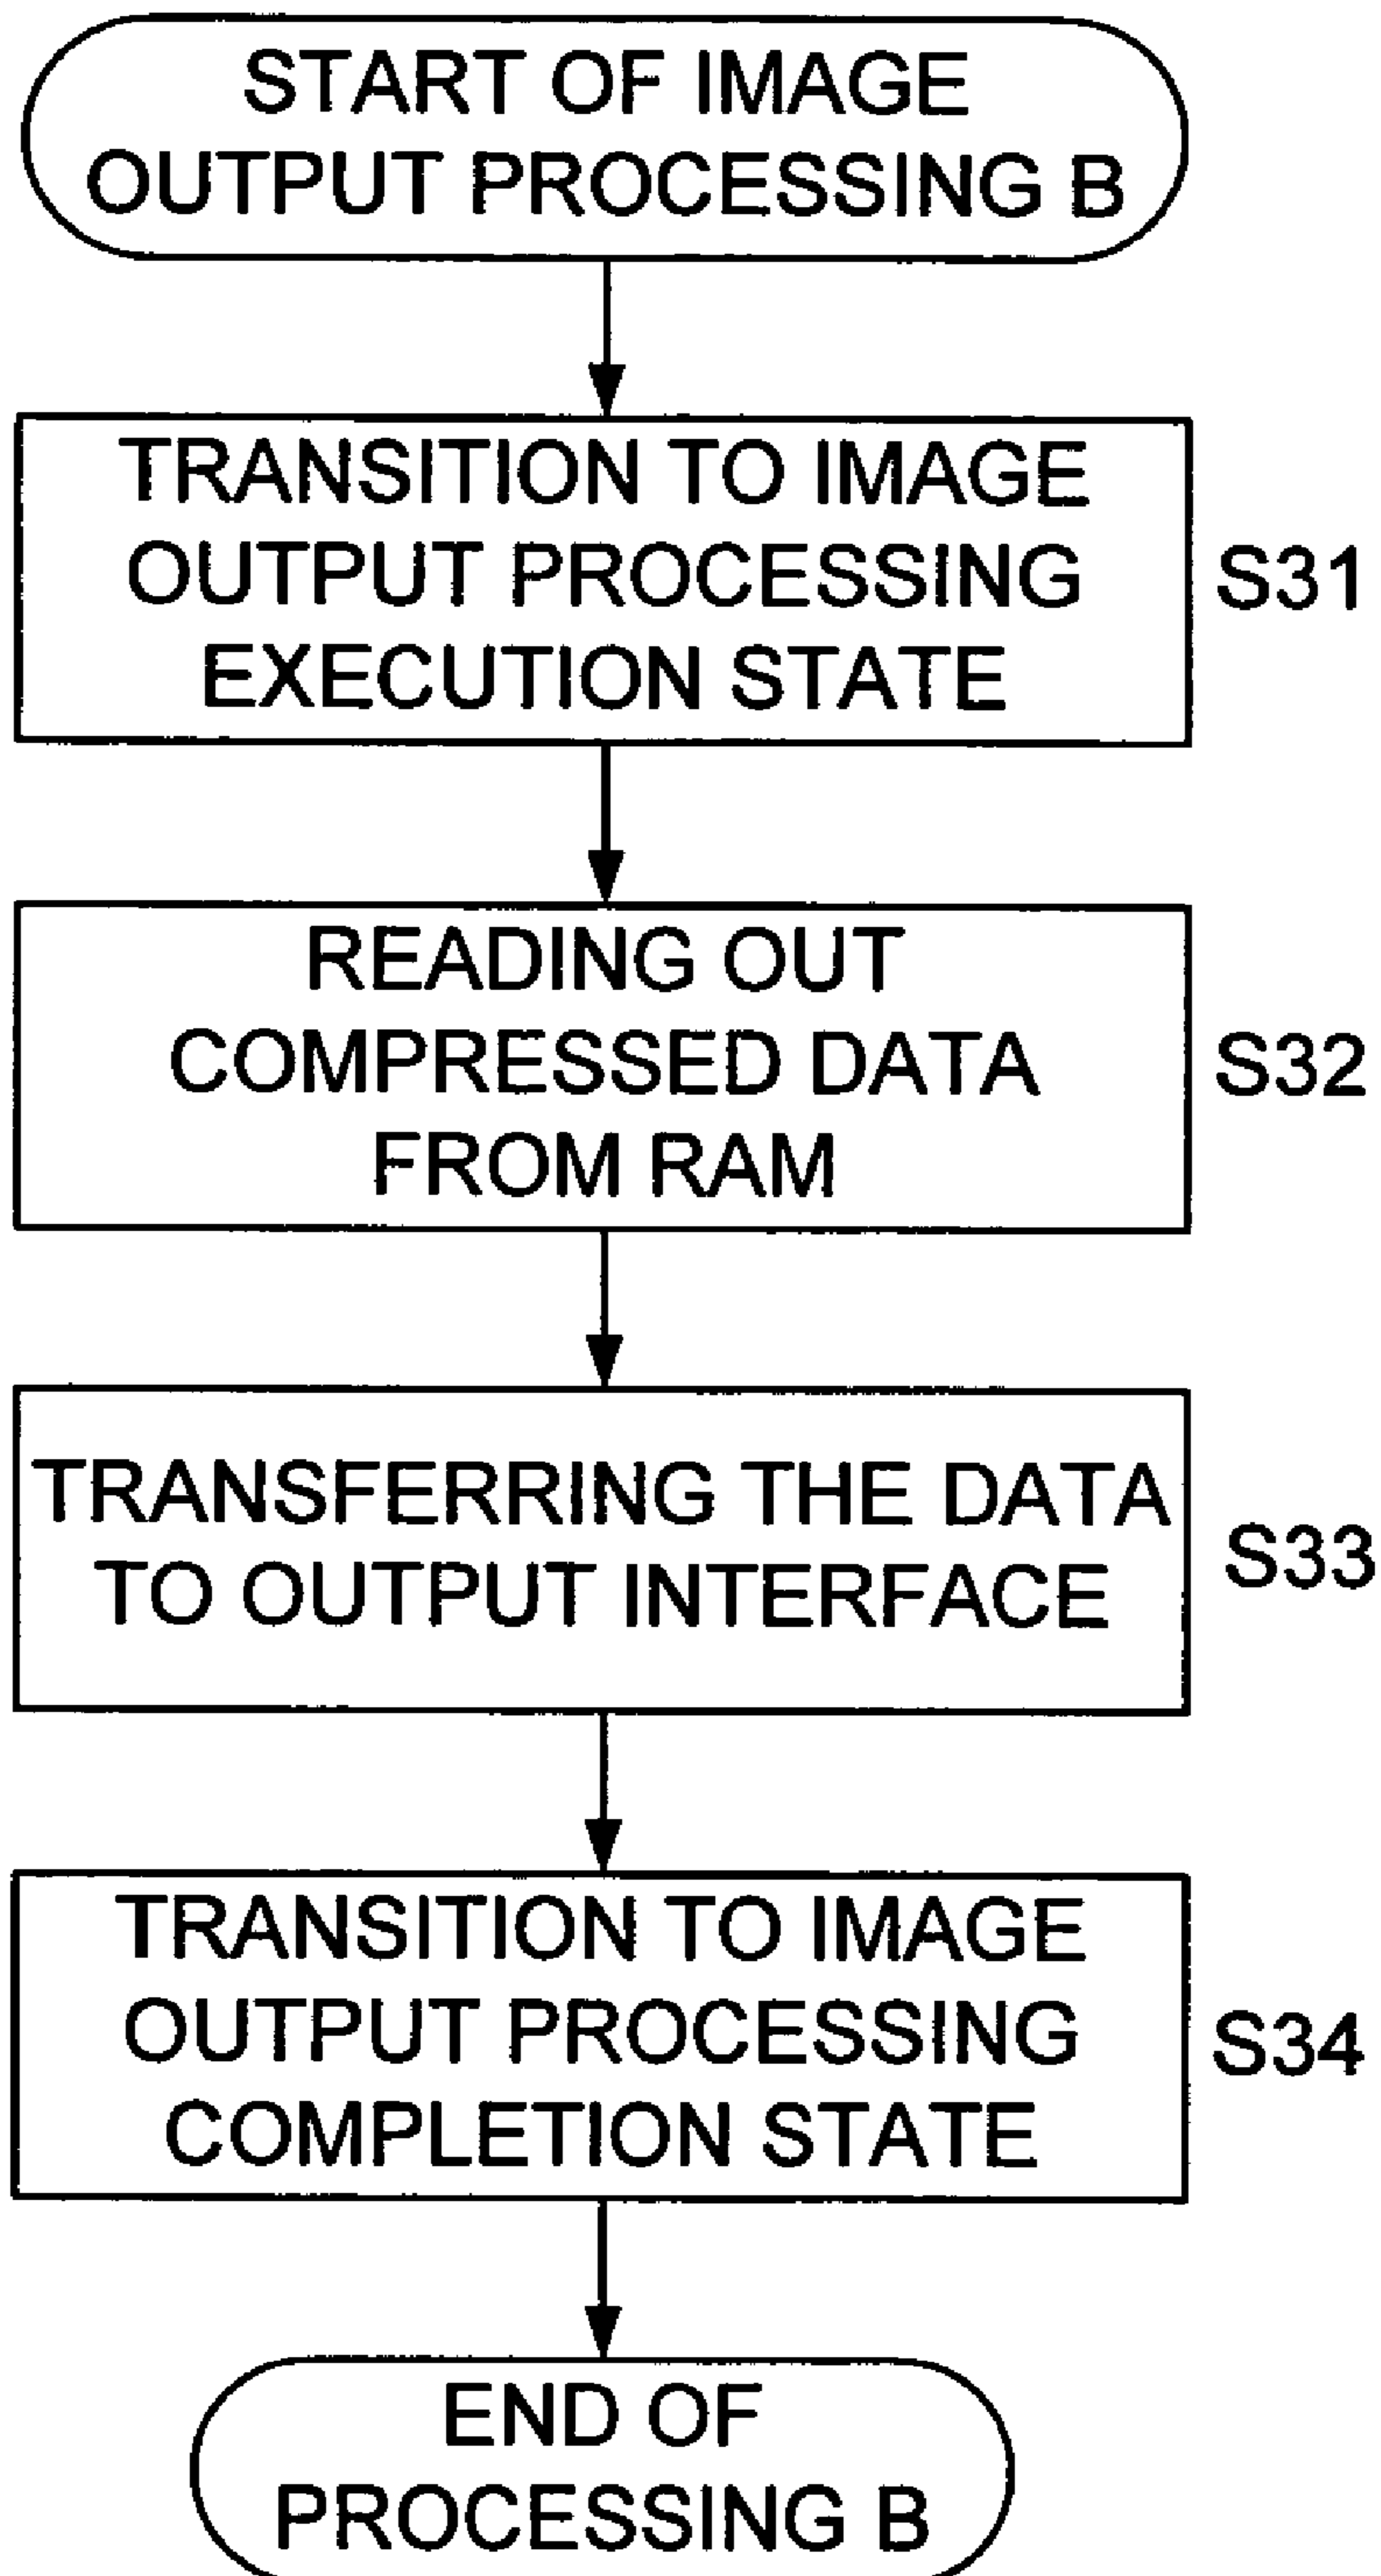 START OF IMAGE
OUTPUT PROCESSING B
TRANSITION TO IMAGE
OUTPUT PROCESSING
EXECUTION STATE
S31
READING OUT
COMPRESSED DATA
FROM RAM
S32
TRANSFERRING THE DATA
TO OUTPUT INTERFACE
S33
TRANSITION TO IMAGE
OUTPUT PROCESSING
COMPLETION STATE
S34
END OF
PROCESSING B